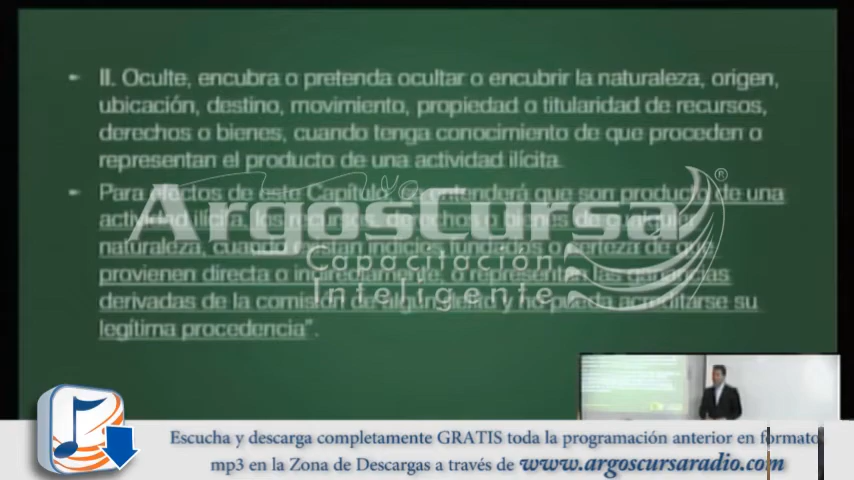 II. Oculte, encubra o pretenda ocultar o encubrir la naturaleza, origen,
ubicación, destino, movimiento, propiedad o titularidad de recursos,
derechos o bienes, cuando tenga conocimiento de que proceden o
representan el producto de una actividad ilícita.
Para efectos de este Capítulo, se entenderá que son producto de una
actividad ilícita, los recursos, derechos o bienes de cualquier
naturaleza, cuando existan indicios fundados o certeza de que
provienen directa o indirectamente, o representan las ganancias
derivadas de la comisión de algún delito y no pueda acreditarse su
legítima procedencia".
Argoscursa®
Capacitación
Inteligente
Escucha y descarga completamente GRATIS toda la programación anterior en formato
mp3 en la Zona de Descargas a través de www.argoscursaradio.com